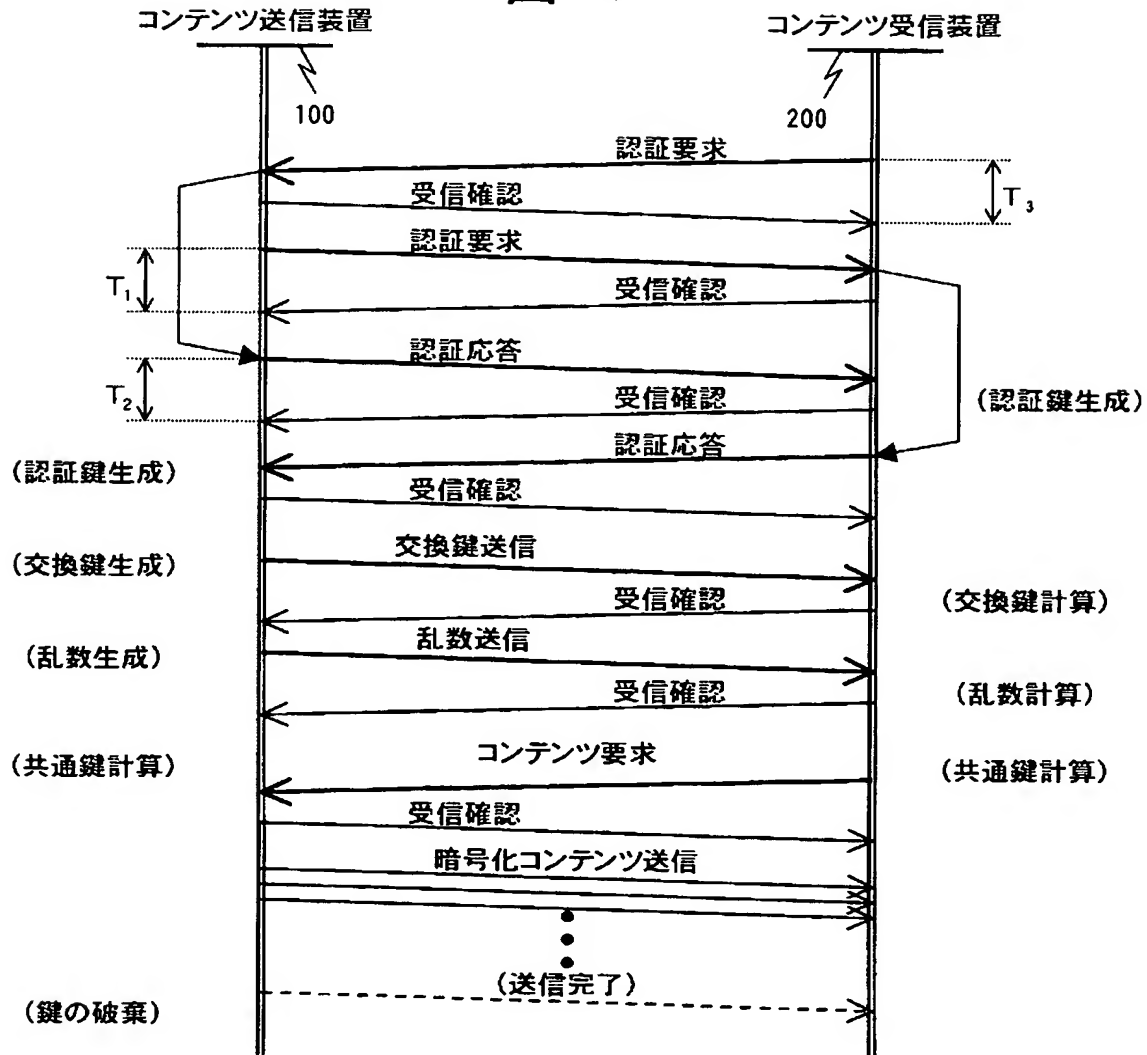 コンテンツ送信装置
コンテンツ受信装置
100
200
認証要求
受信確認
T3
認証要求
T1
受信確認
認証応答
T2
受信確認
(認証鍵生成)
認証応答
(認証鍵生成)
受信確認
交換鍵送信
(交換鍵生成)
受信確認
(交換鍵計算)
乱数送信
(乱数生成)
受信確認
(乱数計算)
コンテンツ要求
(共通鍵計算)
(共通鍵計算)
受信確認
暗号化コンテンツ送信
(送信完了)
(鍵の破棄)